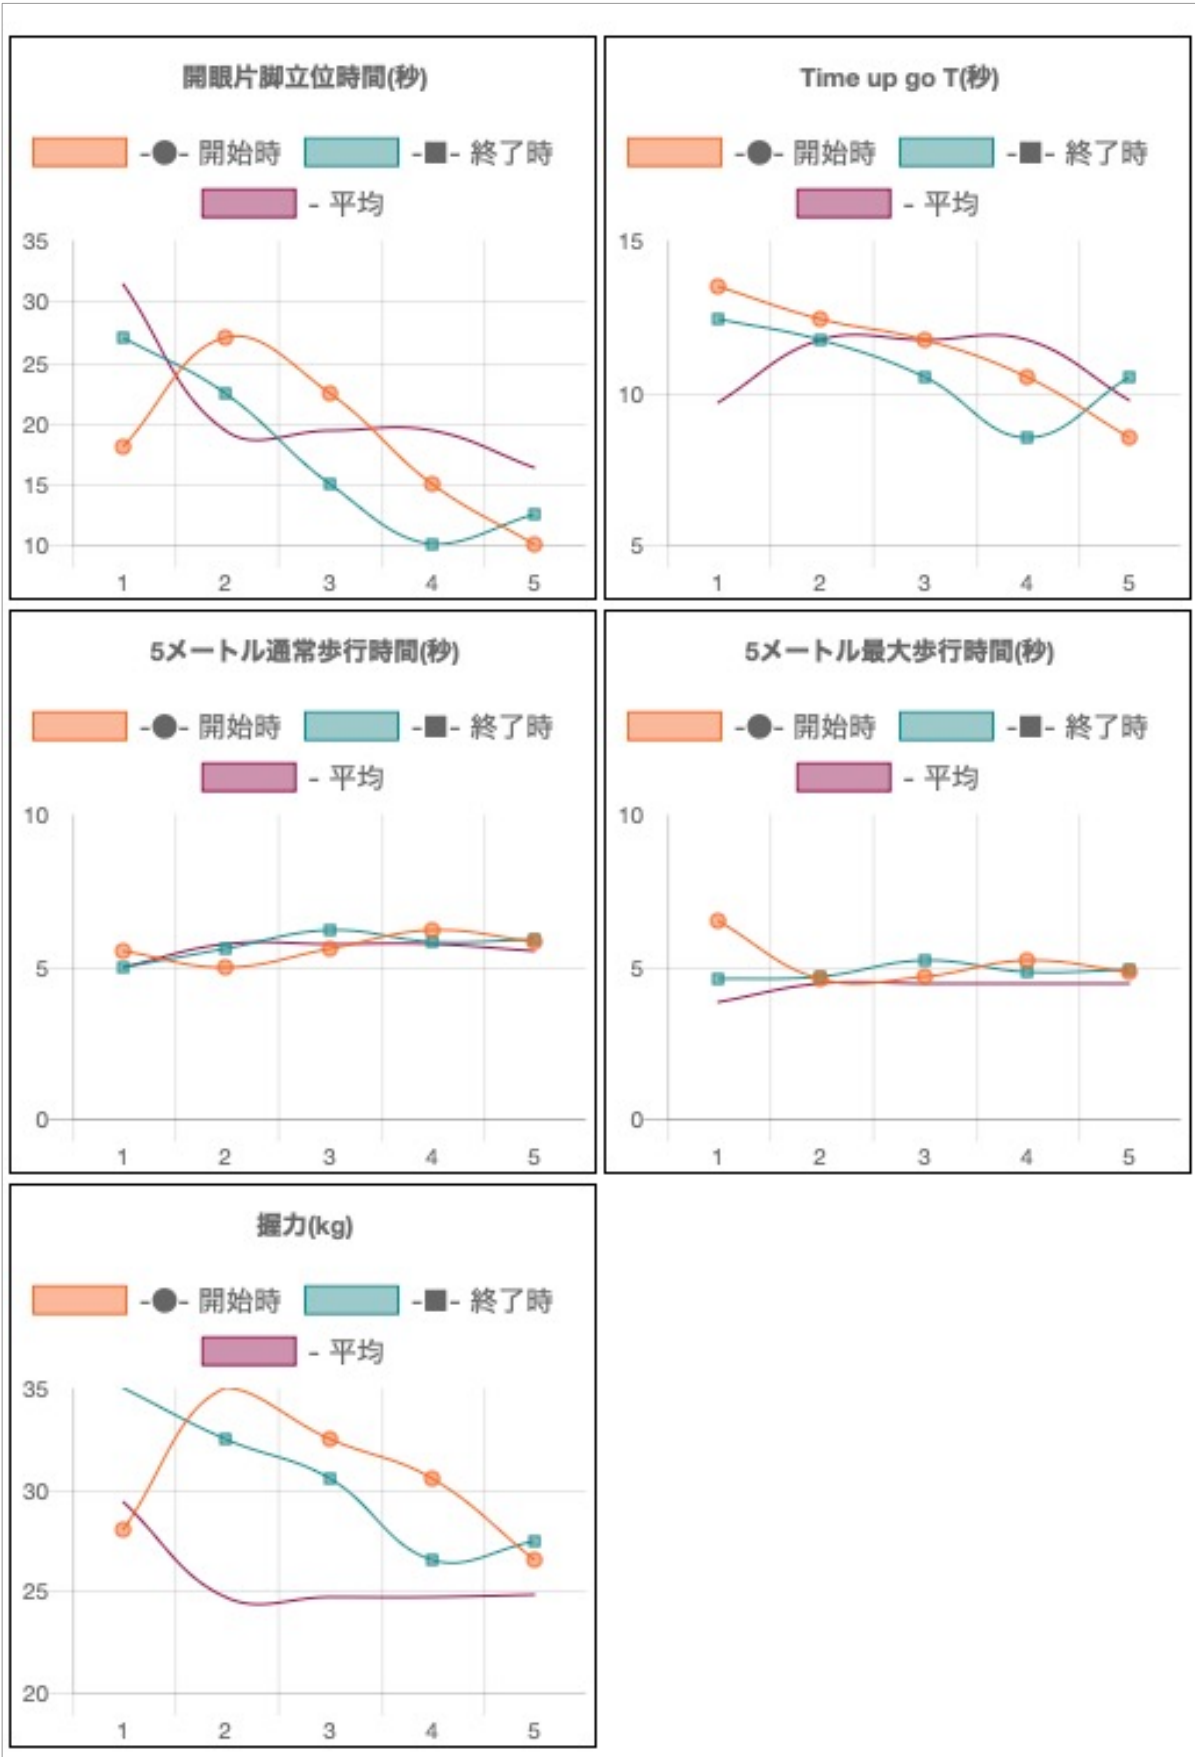 開眼片脚立位時間(秒)
-●- 開始時 -■- 終了時
- 平均
35
30
25
20
15
10
1 2 3 4 5
Time up go T(秒)
-●- 開始時 -■- 終了時
- 平均
15
10
5
1 2 3 4 5
5メートル通常歩行時間(秒)
-●- 開始時 -■- 終了時
- 平均
10
5
0
1 2 3 4 5
5メートル最大歩行時間(秒)
-●- 開始時 -■- 終了時
- 平均
10
5
0
1 2 3 4 5
握力(kg)
-●- 開始時 -■- 終了時
- 平均
35
30
25
20
1 2 3 4 5